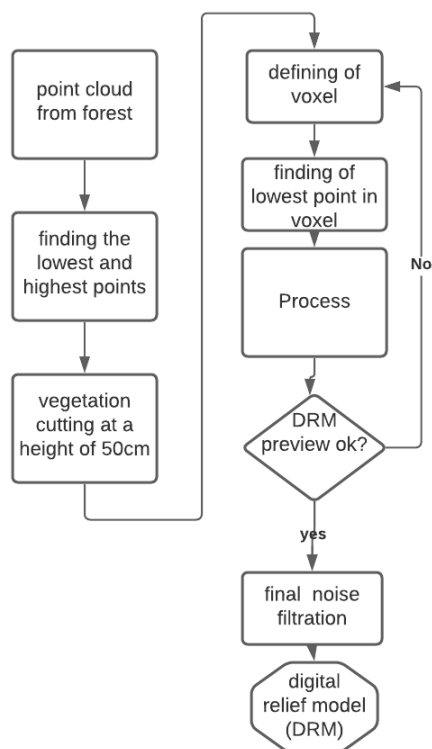 point cloud
from forest
finding the
lowest and
highest points
vegetation
cutting at a
height of 50cm
defining of
voxel
finding of
lowest point in
voxel
Process
No
DRM
preview ok?
yes
final  noise
filtration
digital
relief model
(DRM)